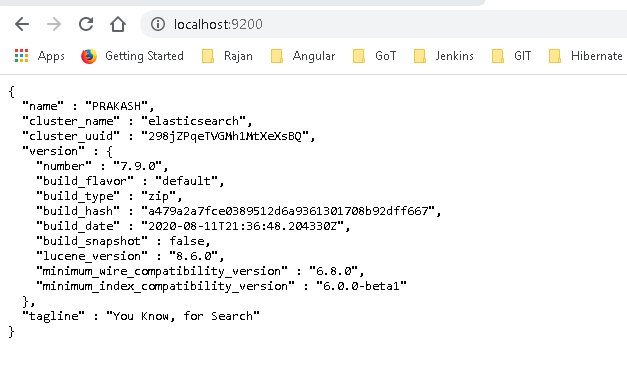 localhost:9200
Apps Getting Started Rajan Angular GoT Jenkins GIT Hibernate
{
"name" : "PRAKASH",
"cluster_name" : "elasticsearch",
"cluster_uuid" : "298jZPqeTVGMh1MtXeXsBQ",
"version" : {
"number" : "7.9.0",
"build_flavor" : "default",
"build_type" : "zip",
"build_hash" : "a479a2a7fce0389512d6a9361301708b92dff667",
"build_date" : "2020-08-11T21:36:48.204330Z",
"build_snapshot" : false,
"lucene_version" : "8.6.0",
"minimum_wire_compatibility_version" : "6.8.0",
"minimum_index_compatibility_version" : "6.0.0-beta1"
},
"tagline" : "You Know, for Search"
}